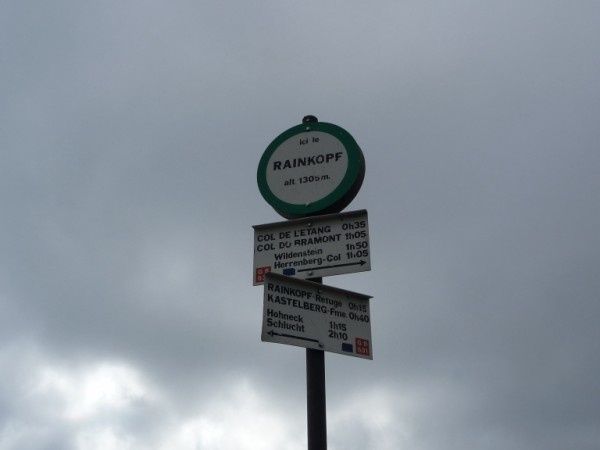 Ici le
RAINKOPF
alt. 1305m.
COL DE L'ETANG 0h35
COL DU BRAMONT 1h05
Wildenstein 1h50
Herrenberg-Col 1h05
RAINKOPF-Refuge 0h15
KASTELBERG-Fme. 0h40
Hohneck 1h15
Schlucht 2h10